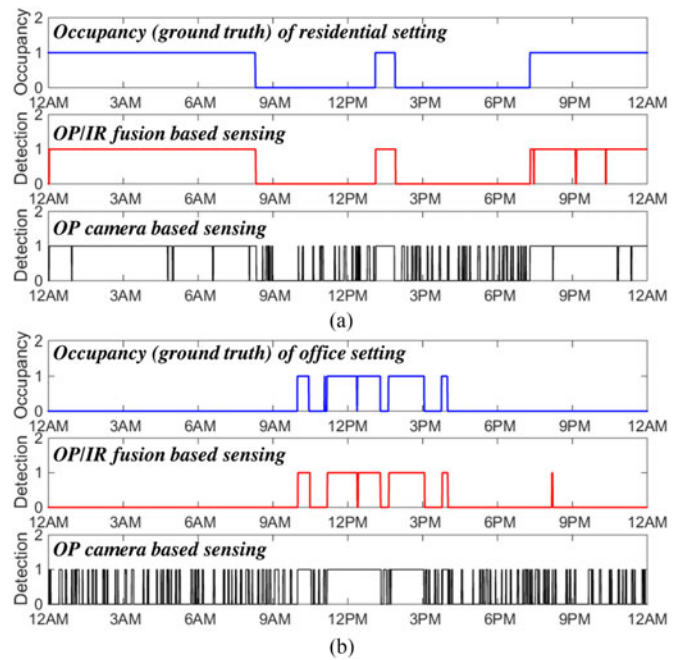 Occupancy (ground truth) of residential setting
Occupancy
2
1
0
12AM 3AM 6AM 9AM 12PM 3PM 6PM 9PM 12AM
OP/IR fusion based sensing
Detection
2
1
0
12AM 3AM 6AM 9AM 12PM 3PM 6PM 9PM 12AM
OP camera based sensing
Detection
2
1
0
12AM 3AM 6AM 9AM 12PM 3PM 6PM 9PM 12AM
(a)
Occupancy (ground truth) of office setting
Occupancy
2
1
0
12AM 3AM 6AM 9AM 12PM 3PM 6PM 9PM 12AM
OP/IR fusion based sensing
Detection
2
1
0
12AM 3AM 6AM 9AM 12PM 3PM 6PM 9PM 12AM
OP camera based sensing
Detection
2
1
0
12AM 3AM 6AM 9AM 12PM 3PM 6PM 9PM 12AM
(b)